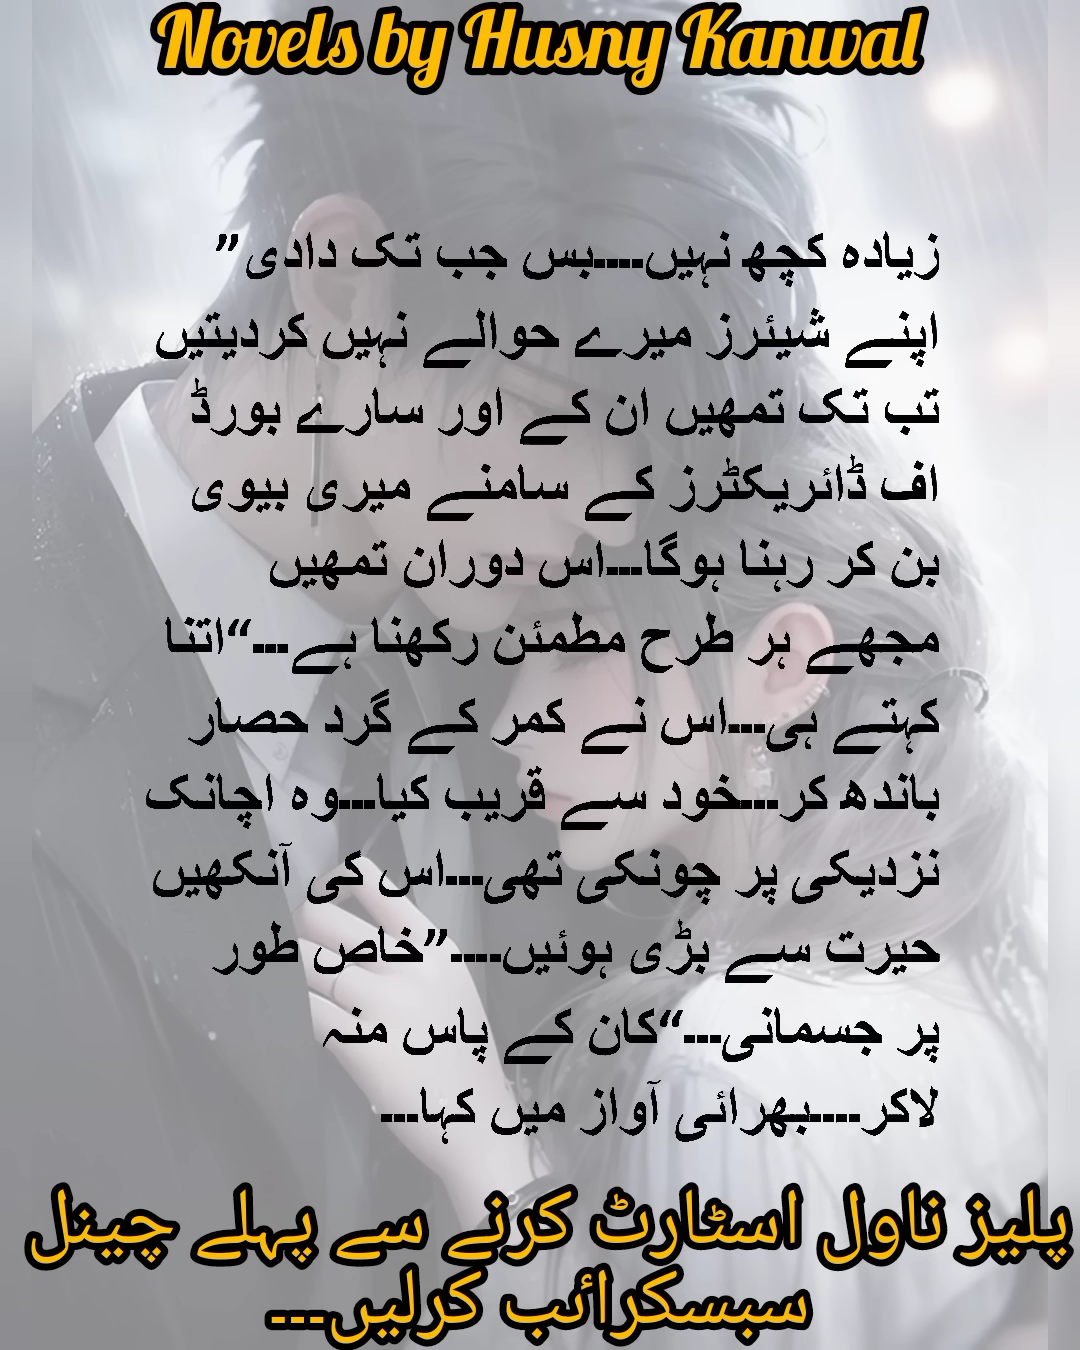 Novels by Husny Kanwal
زیادہ کچھ نہیں....بس جب تک دادی”
اپنے شیئرز میرے حوالے نہیں کردیتیں
تب تک تمھیں ان کے اور سارے بورڈ
اف ڈائریکٹرز کے سامنے میری بیوی
بن کر رہنا ہوگا...اس دوران تمھیں
مجھے ہر طرح مطمئن رکھنا ہے...“اتنا
کہتے ہی...اس نے کمر کے گرد حصار
باندھ کر...خود سے قریب کیا...وہ اچانک
نزدیکی پر چونکی تھی...اس کی آنکھیں
حیرت سے بڑی ہوئیں....”خاص طور
پر جسمانی...“کان کے پاس منہ
لاکر....بھرائی آواز میں کہا...
پلیز ناول اسٹارٹ کرنے سے پہلے چینل
سبسکرائب کرلیں...